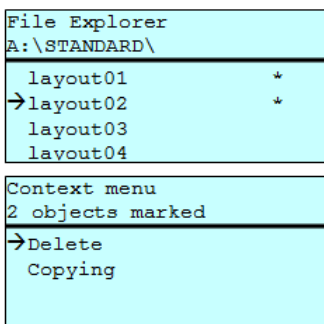 File Explorer
A:\STANDARD\
layout01 *
→layout02 *
layout03
layout04
Context menu
2 objects marked
→Delete
Copying